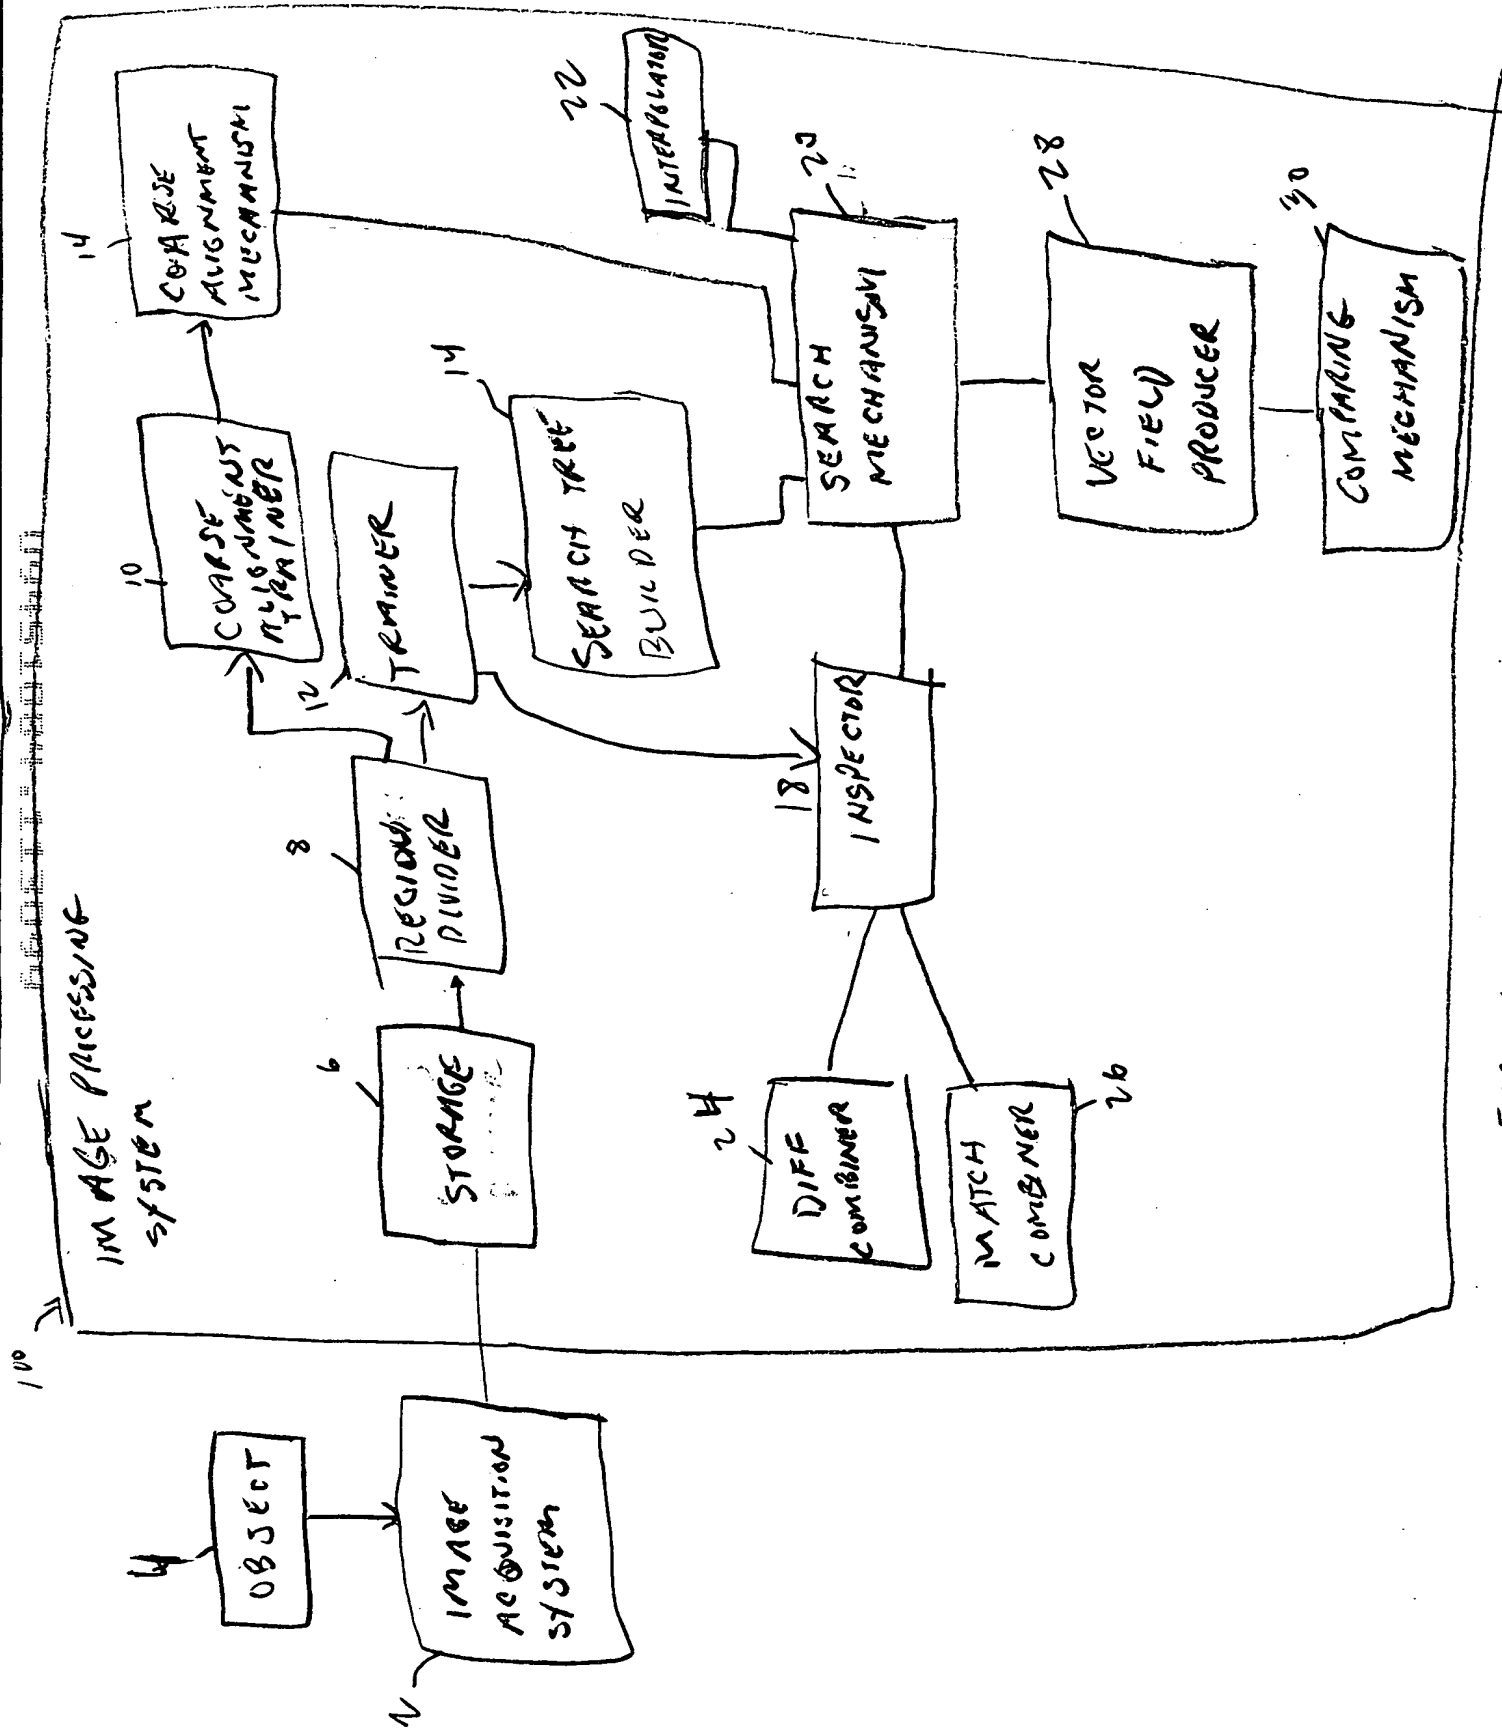 100
IMAGE PRICESSING
SYSTEM
4
OBJECT
2
IMAGE
ACQUISITION
SYSTEM
6
STORAGE
8
REGION
DIVIDER
10
COARSE
ALIGNMENT
TRAINER
14
COARSE
ALIGNMENT
MECHANISM
12
TRAINER
14
SEARCH TREE
BUILDER
22
INTERPOLATOR
20
SEARCH
MECHANISM
18
INSPECTOR
24
DIFF
COMBINER
MATCH
COMBINER
26
28
VECTOR
FIELD
PRODUCER
30
COMPARING
MECHANISM